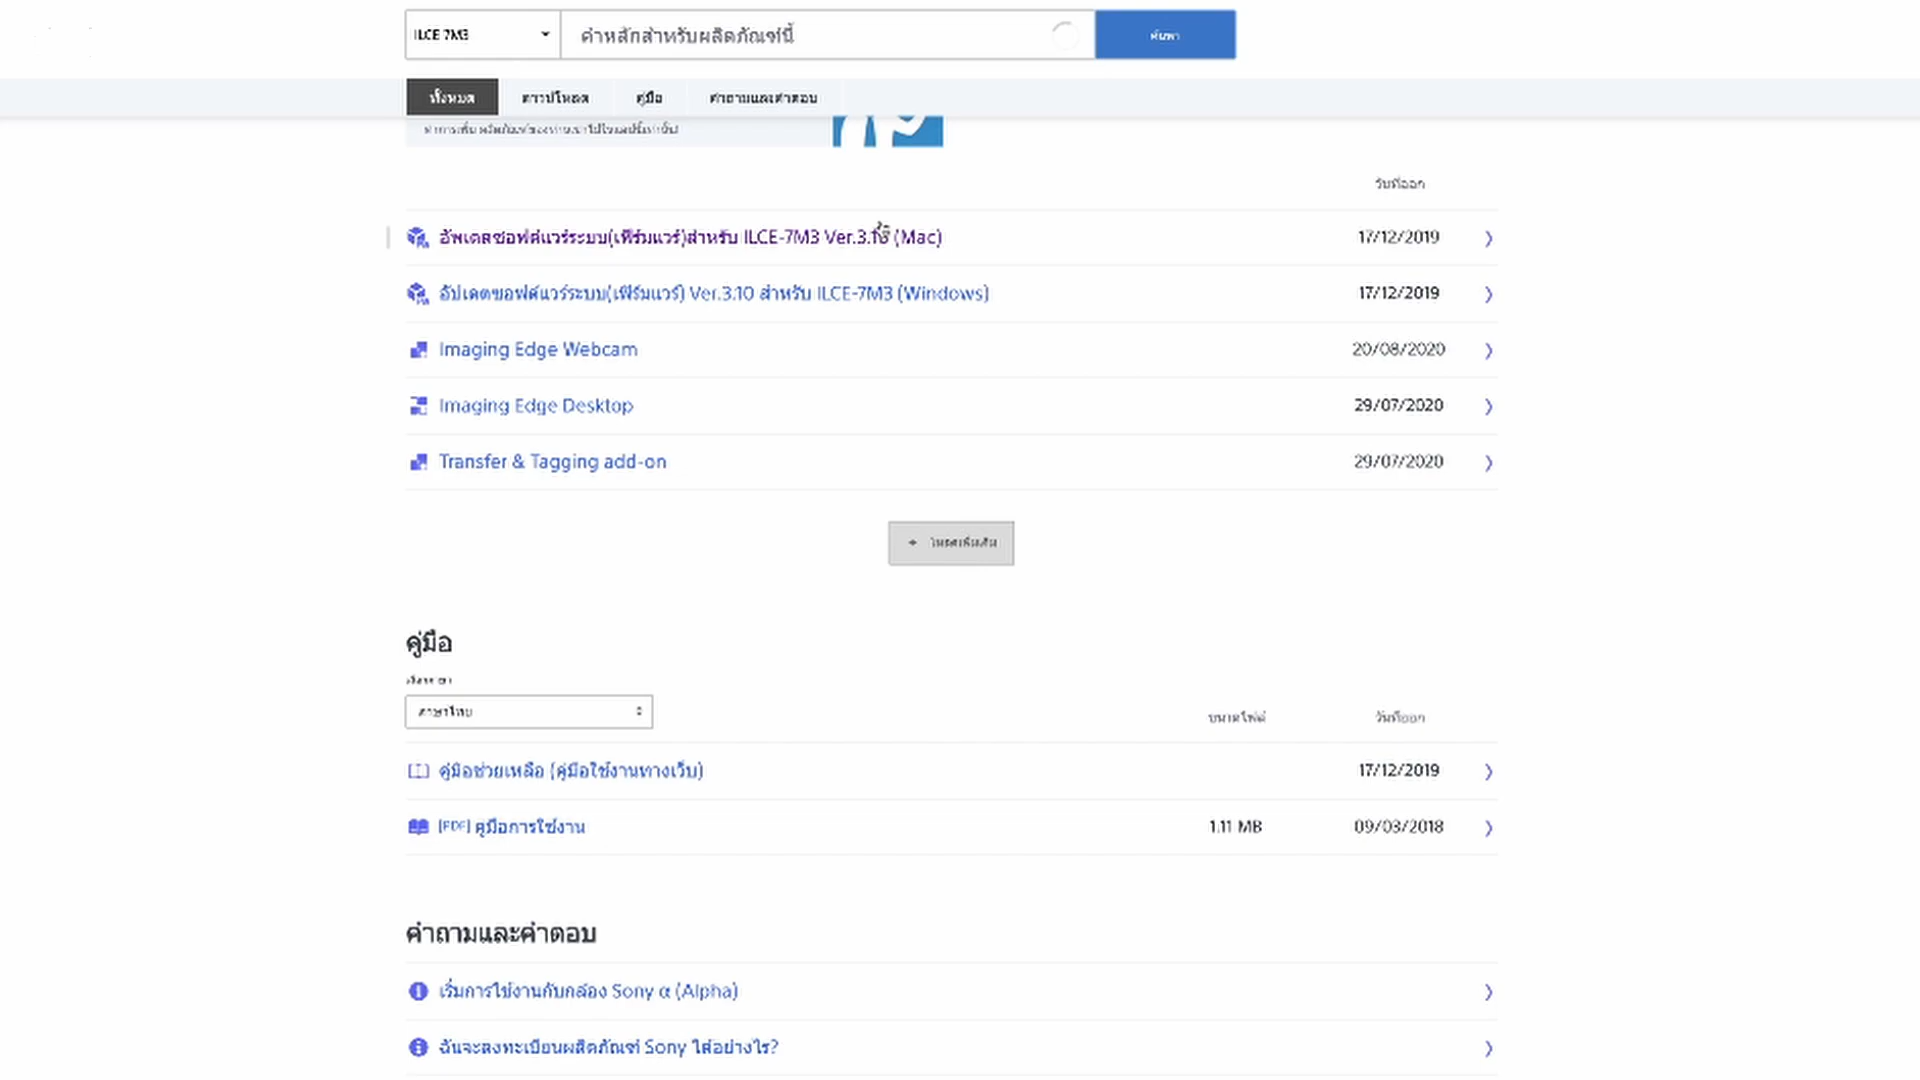 ILCE 7M3
คำหลักสำหรับผลิตภัณฑ์นี้
ค้นหา
ทั้งหมด
ดาวน์โหลด
คู่มือ
คำถามและคำตอบ
วันที่ออก
อัพเดตซอฟต์แวร์ระบบ(เฟิร์มแวร์)สำหรับ ILCE-7M3 (Mac)
17/12/2019
อัปเดตซอฟต์แวร์ระบบ(เฟิร์มแวร์) Ver.3.10 สำหรับ ILCE-7M3 (Windows)
17/12/2019
Imaging Edge Webcam
20/08/2020
Imaging Edge Desktop
29/07/2020
Transfer & Tagging add-on
29/07/2020
+ โหลดเพิ่มเติม
คู่มือ
ภาษาไทย
ขนาดไฟล์
วันที่ออก
คู่มือช่วยเหลือ (คู่มือใช้งานทางเว็บ)
17/12/2019
[PDF] คู่มือการใช้งาน
1.11 MB
09/03/2018
คำถามและคำตอบ
เริ่มการใช้งานกับกล้อง Sony α (Alpha)
ฉันจะลงทะเบียนผลิตภัณฑ์ Sony ได้อย่างไร?